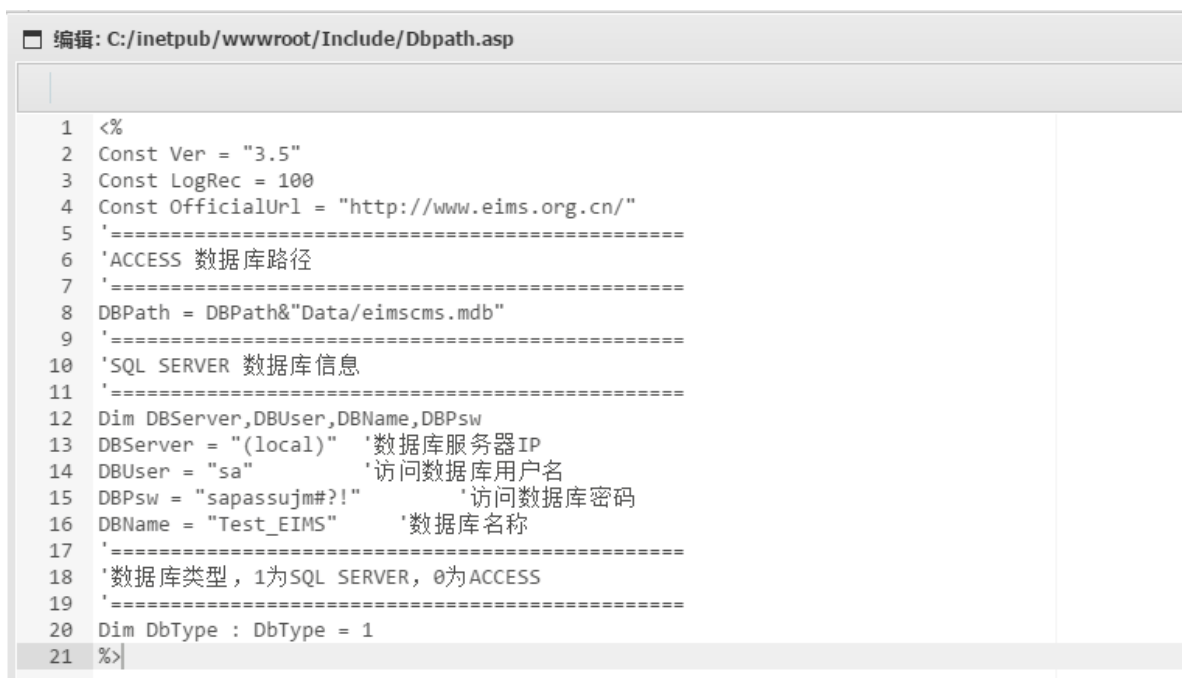 编辑: C:/inetpub/wwwroot/Include/Dbpath.asp
1 <%
2 Const Ver = "3.5"
3 Const LogRec = 100
4 Const OfficialUrl = "http://www.eims.org.cn/"
5 '================================================
6 'ACCESS 数据库路径
7 '================================================
8 DBPath = DBPath&"Data/eimscms.mdb"
9 '================================================
10 'SQL SERVER 数据库信息
11 '================================================
12 Dim DBServer,DBUser,DBName,DBPsw
13 DBServer = "(local)"  '数据库服务器IP
14 DBUser = "sa"         '访问数据库用户名
15 DBPsw = "sapassujm#?!"        '访问数据库密码
16 DBName = "Test_EIMS"     '数据库名称
17 '================================================
18 '数据库类型，1为SQL SERVER，0为ACCESS
19 '================================================
20 Dim DbType : DbType = 1
21 %>